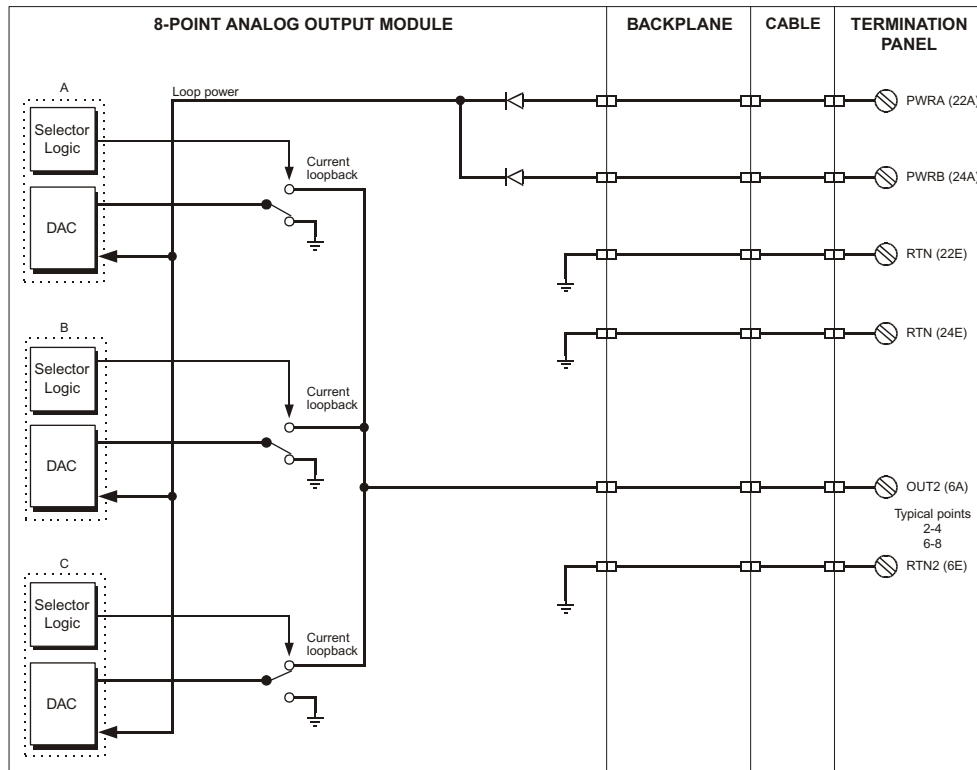 8-POINT ANALOG OUTPUT MODULE
BACKPLANE
CABLE
TERMINATION
PANEL
A
Loop power
PWRA (22A)
Selector
Logic
Current
loopback
DAC
PWRB (24A)
RTN (22E)
B
RTN (24E)
Selector
Logic
Current
loopback
DAC
OUT2 (6A)
Typical points
2-4
6-8
C
RTN2 (6E)
Selector
Logic
Current
loopback
DAC